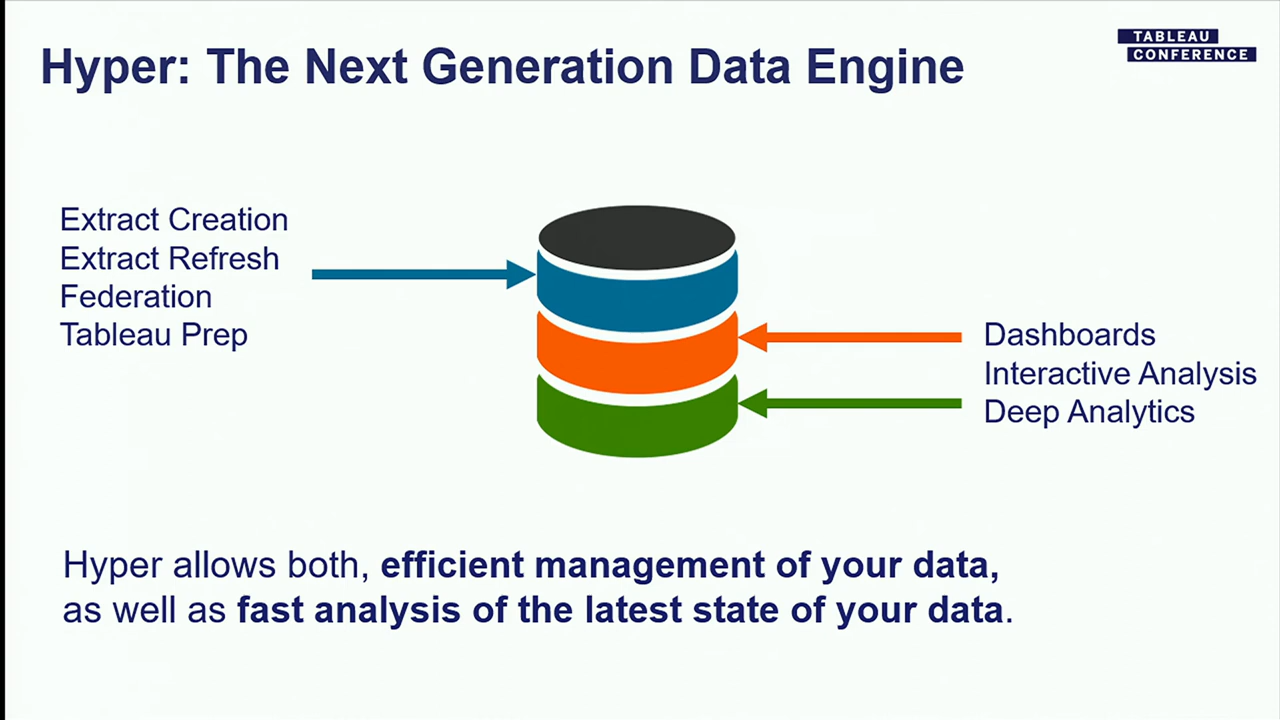 Hyper: The Next Generation Data Engine
TABLEAU
CONFERENCE
Extract Creation
Extract Refresh
Federation
Tableau Prep
Dashboards
Interactive Analysis
Deep Analytics
Hyper allows both, efficient management of your data,
as well as fast analysis of the latest state of your data.